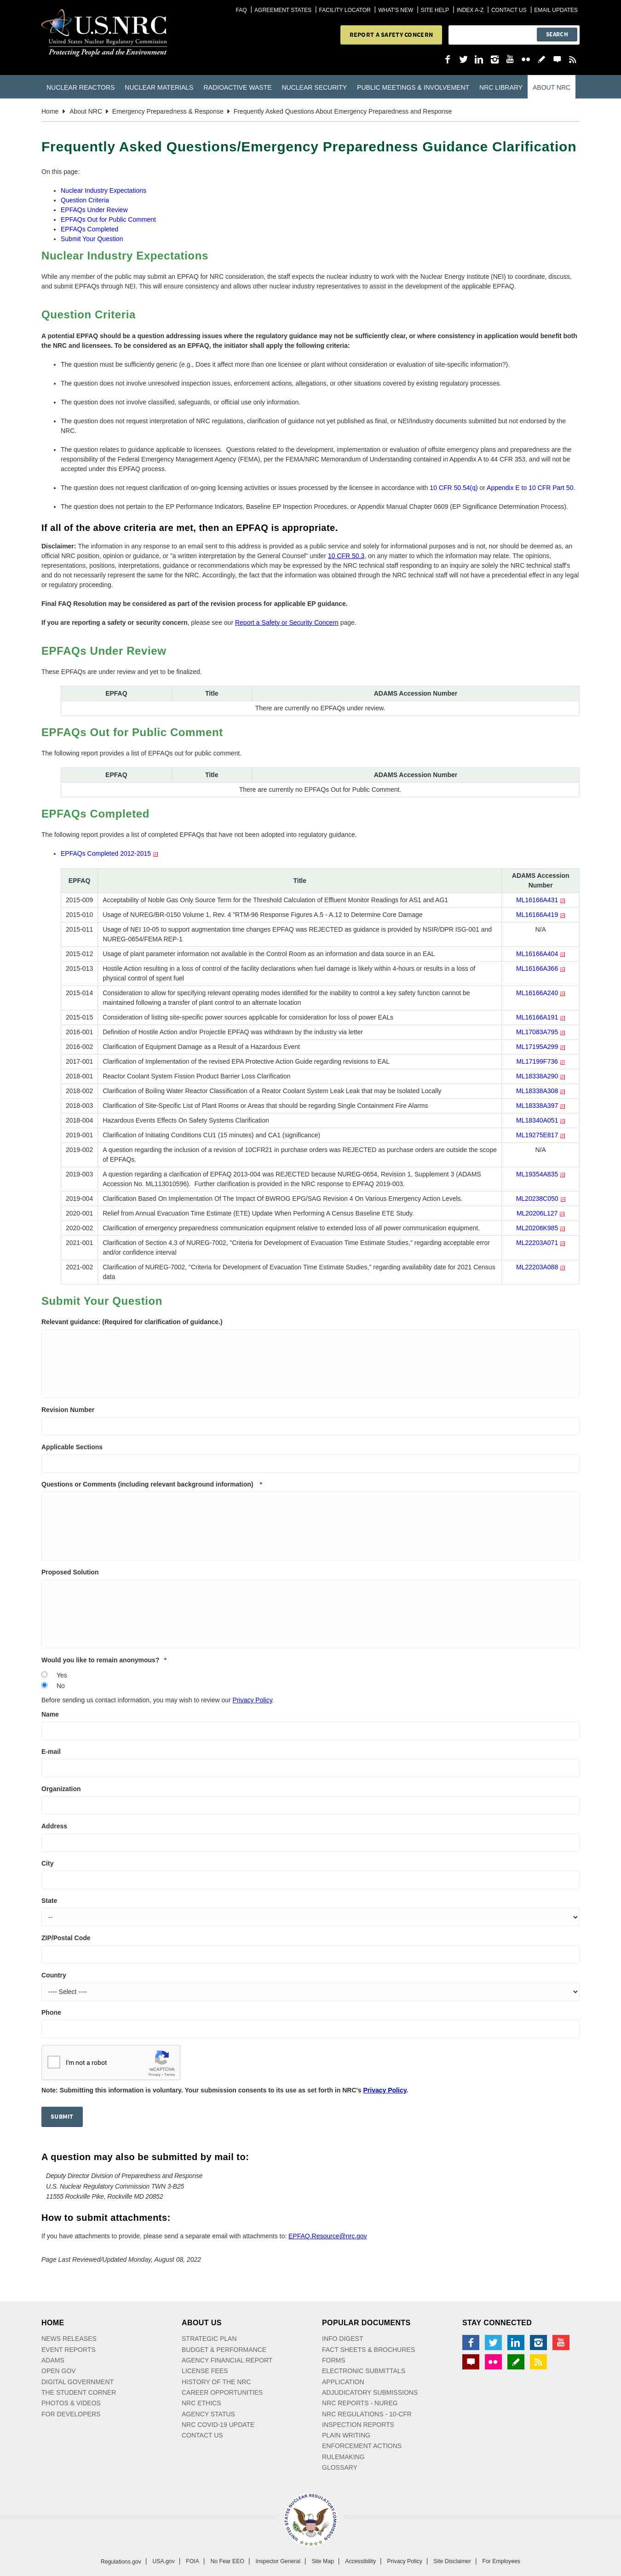 FAQ AGREEMENT STATES FACILITY LOCATOR WHAT'S NEW SITE HELP INDEX A-Z CONTACT US EMAIL UPDATES
U.S.NRC
United States Nuclear Regulatory Commission
Protecting People and the Environment
REPORT A SAFETY CONCERN
SEARCH
NUCLEAR REACTORS NUCLEAR MATERIALS RADIOACTIVE WASTE NUCLEAR SECURITY PUBLIC MEETINGS & INVOLVEMENT NRC LIBRARY ABOUT NRC
Home About NRC Emergency Preparedness & Response Frequently Asked Questions About Emergency Preparedness and Response
Frequently Asked Questions/Emergency Preparedness Guidance Clarification
On this page:
Nuclear Industry Expectations
Question Criteria
EPFAQs Under Review
EPFAQs Out for Public Comment
EPFAQs Completed
Submit Your Question
Nuclear Industry Expectations
While any member of the public may submit an EPFAQ for NRC consideration, the staff expects the nuclear industry to work with the Nuclear Energy Institute (NEI) to coordinate, discuss,
and submit EPFAQs through NEI. This will ensure consistency and allows other nuclear industry representatives to assist in the development of the applicable EPFAQ.
Question Criteria
A potential EPFAQ should be a question addressing issues where the regulatory guidance may not be sufficiently clear, or where consistency in application would benefit both
the NRC and licensees. To be considered as an EPFAQ, the initiator shall apply the following criteria:
The question must be sufficiently generic (e.g., Does it affect more than one licensee or plant without consideration or evaluation of site-specific information?).
The question does not involve unresolved inspection issues, enforcement actions, allegations, or other situations covered by existing regulatory processes.
The question does not involve classified, safeguards, or official use only information.
The question does not request interpretation of NRC regulations, clarification of guidance not yet published as final, or NEI/Industry documents submitted but not endorsed by the
NRC.
The question relates to guidance applicable to licensees. Questions related to the development, implementation or evaluation of offsite emergency plans and preparedness are the
responsibility of the Federal Emergency Management Agency (FEMA), per the FEMA/NRC Memorandum of Understanding contained in Appendix A to 44 CFR 353, and will not be
accepted under this EPFAQ process.
The question does not request clarification of on-going licensing activities or issues processed by the licensee in accordance with 10 CFR 50.54(q) or Appendix E to 10 CFR Part 50.
The question does not pertain to the EP Performance Indicators, Baseline EP Inspection Procedures, or Appendix Manual Chapter 0609 (EP Significance Determination Process).
If all of the above criteria are met, then an EPFAQ is appropriate.
Disclaimer: The information in any response to an email sent to this address is provided as a public service and solely for informational purposes and is not, nor should be deemed as, an
official NRC position, opinion or guidance, or "a written interpretation by the General Counsel" under 10 CFR 50.3, on any matter to which the information may relate. The opinions,
representations, positions, interpretations, guidance or recommendations which may be expressed by the NRC technical staff responding to an inquiry are solely the NRC technical staff's
and do not necessarily represent the same for the NRC. Accordingly, the fact that the information was obtained through the NRC technical staff will not have a precedential effect in any legal
or regulatory proceeding.
Final FAQ Resolution may be considered as part of the revision process for applicable EP guidance.
If you are reporting a safety or security concern, please see our Report a Safety or Security Concern page.
EPFAQs Under Review
These EPFAQs are under review and yet to be finalized.
EPFAQ Title ADAMS Accession Number
There are currently no EPFAQs under review.
EPFAQs Out for Public Comment
The following report provides a list of EPFAQs out for public comment.
EPFAQ Title ADAMS Accession Number
There are currently no EPFAQs Out for Public Comment.
EPFAQs Completed
The following report provides a list of completed EPFAQs that have not been adopted into regulatory guidance.
EPFAQs Completed 2012-2015
EPFAQ Title ADAMS Accession Number
2015-009 Acceptability of Noble Gas Only Source Term for the Threshold Calculation of Effluent Monitor Readings for AS1 and AG1 ML16166A431
2015-010 Usage of NUREG/BR-0150 Volume 1, Rev. 4 "RTM-96 Response Figures A.5 - A.12 to Determine Core Damage ML16166A419
2015-011 Usage of NEI 10-05 to support augmentation time changes EPFAQ was REJECTED as guidance is provided by NSIR/DPR ISG-001 and N/A
NUREG-0654/FEMA REP-1
2015-012 Usage of plant parameter information not available in the Control Room as an information and data source in an EAL ML16166A404
2015-013 Hostile Action resulting in a loss of control of the facility declarations when fuel damage is likely within 4-hours or results in a loss of ML16166A366
physical control of spent fuel
2015-014 Consideration to allow for specifying relevant operating modes identified for the inability to control a key safety function cannot be ML16166A240
maintained following a transfer of plant control to an alternate location
2015-015 Consideration of listing site-specific power sources applicable for consideration for loss of power EALs ML16166A191
2016-001 Definition of Hostile Action and/or Projectile EPFAQ was withdrawn by the industry via letter ML17083A795
2016-002 Clarification of Equipment Damage as a Result of a Hazardous Event ML17195A299
2017-001 Clarification of Implementation of the revised EPA Protective Action Guide regarding revisions to EAL ML17199F736
2018-001 Reactor Coolant System Fission Product Barrier Loss Clarification ML18338A290
2018-002 Clarification of Boiling Water Reactor Classification of a Reator Coolant System Leak Leak that may be Isolated Locally ML18338A308
2018-003 Clarification of Site-Specific List of Plant Rooms or Areas that should be regarding Single Containment Fire Alarms ML18338A397
2018-004 Hazardous Events Effects On Safety Systems Clarification ML18340A051
2019-001 Clarification of Initiating Conditions CU1 (15 minutes) and CA1 (significance) ML19275E817
2019-002 A question regarding the inclusion of a revision of 10CFR21 in purchase orders was REJECTED as purchase orders are outside the scope N/A
of EPFAQs.
2019-003 A question regarding a clarification of EPFAQ 2013-004 was REJECTED because NUREG-0654, Revision 1, Supplement 3 (ADAMS ML19354A835
Accession No. ML113010596). Further clarification is provided in the NRC response to EPFAQ 2019-003.
2019-004 Clarification Based On Implementation Of The Impact Of BWROG EPG/SAG Revision 4 On Various Emergency Action Levels. ML20238C050
2020-001 Relief from Annual Evacuation Time Estimate (ETE) Update When Performing A Census Baseline ETE Study. ML20206L127
2020-002 Clarification of emergency preparedness communication equipment relative to extended loss of all power communication equipment. ML20206K985
2021-001 Clarification of Section 4.3 of NUREG-7002, "Criteria for Development of Evacuation Time Estimate Studies," regarding acceptable error ML22203A071
and/or confidence interval
2021-002 Clarification of NUREG-7002, "Criteria for Development of Evacuation Time Estimate Studies," regarding availability date for 2021 Census ML22203A088
data
Submit Your Question
Relevant guidance: (Required for clarification of guidance.)
Revision Number
Applicable Sections
Questions or Comments (including relevant background information) *
Proposed Solution
Would you like to remain anonymous? *
Yes
No
Before sending us contact information, you may wish to review our Privacy Policy.
Name
E-mail
Organization
Address
City
State
--
ZIP/Postal Code
Country
---- Select ----
Phone
I'm not a robot
reCAPTCHA
Privacy - Terms
Note: Submitting this information is voluntary. Your submission consents to its use as set forth in NRC's Privacy Policy.
SUBMIT
A question may also be submitted by mail to:
Deputy Director Division of Preparedness and Response
U.S. Nuclear Regulatory Commission TWN 3-B25
11555 Rockville Pike, Rockville MD 20852
How to submit attachments:
If you have attachments to provide, please send a separate email with attachments to: EPFAQ.Resource@nrc.gov
Page Last Reviewed/Updated Monday, August 08, 2022
HOME
NEWS RELEASES
EVENT REPORTS
ADAMS
OPEN GOV
DIGITAL GOVERNMENT
THE STUDENT CORNER
PHOTOS & VIDEOS
FOR DEVELOPERS
ABOUT US
STRATEGIC PLAN
BUDGET & PERFORMANCE
AGENCY FINANCIAL REPORT
LICENSE FEES
HISTORY OF THE NRC
CAREER OPPORTUNITIES
NRC ETHICS
AGENCY STATUS
NRC COVID-19 UPDATE
CONTACT US
POPULAR DOCUMENTS
INFO DIGEST
FACT SHEETS & BROCHURES
FORMS
ELECTRONIC SUBMITTALS
APPLICATION
ADJUDICATORY SUBMISSIONS
NRC REPORTS - NUREG
NRC REGULATIONS - 10-CFR
INSPECTION REPORTS
PLAIN WRITING
ENFORCEMENT ACTIONS
RULEMAKING
GLOSSARY
STAY CONNECTED
UNITED STATES NUCLEAR REGULATORY COMMISSION
Regulations.gov USA.gov FOIA No Fear EEO Inspector General Site Map Accessibility Privacy Policy Site Disclaimer For Employees